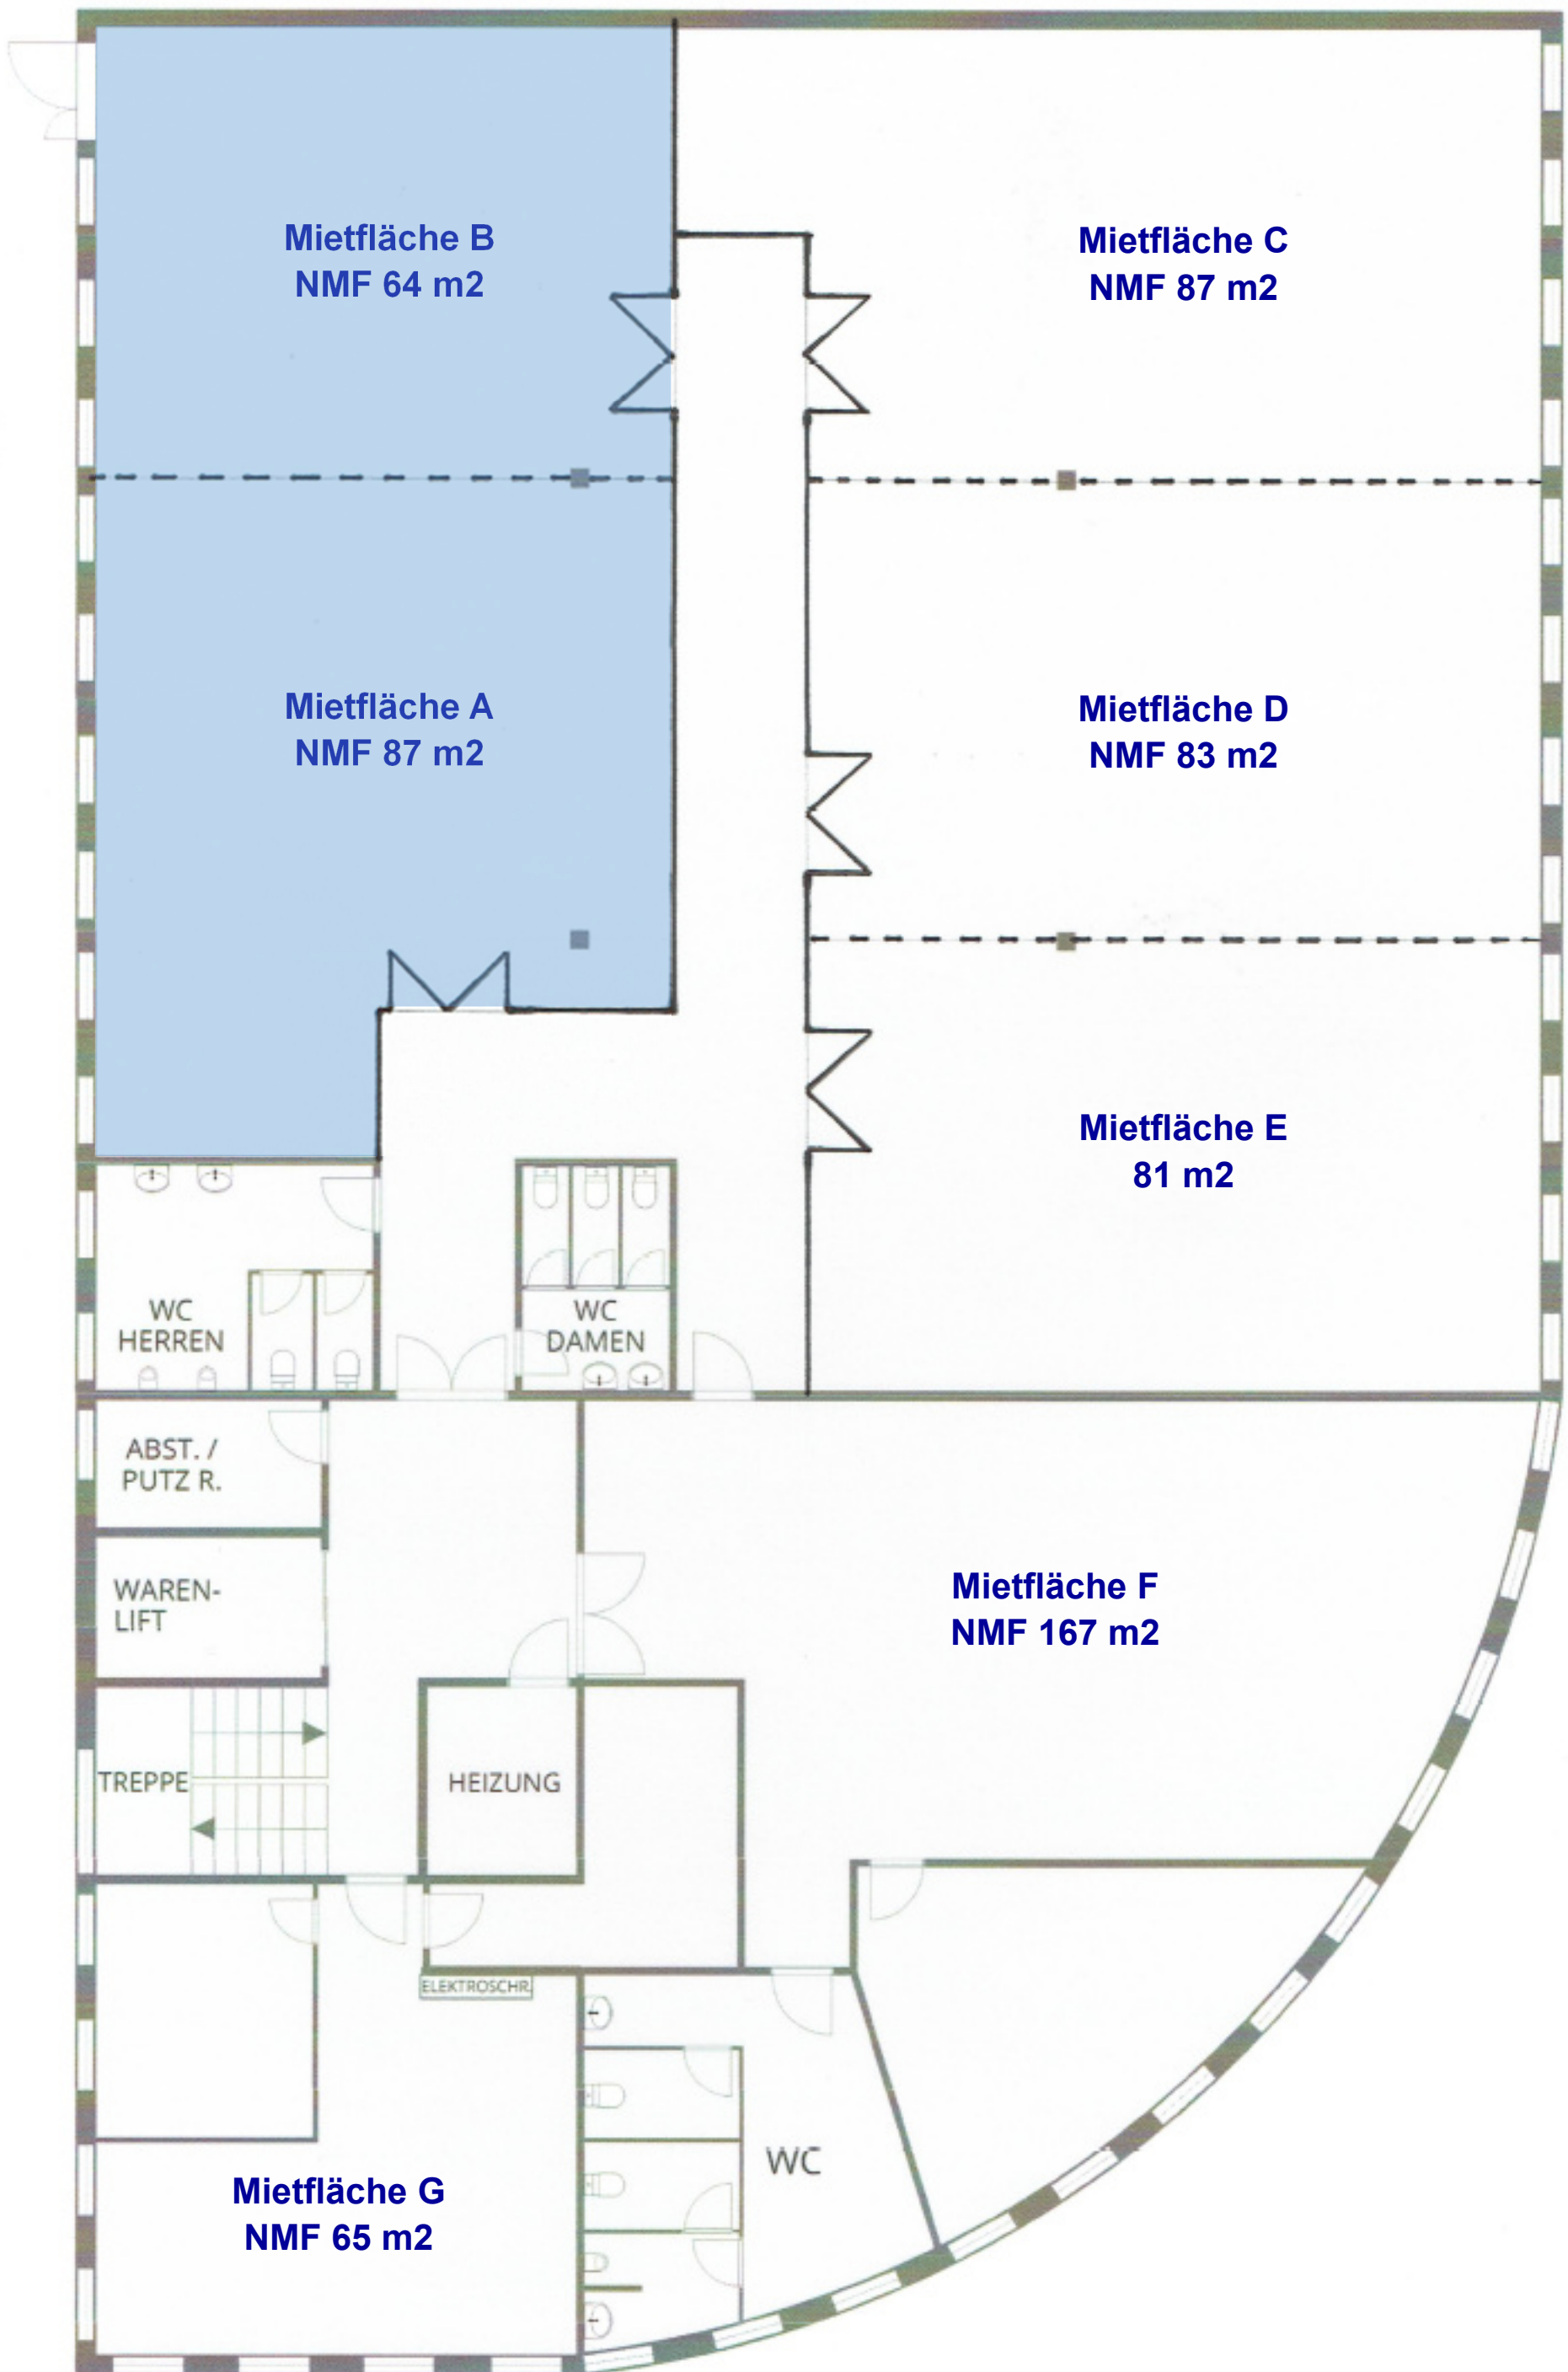 Mietfläche B
NMF 64 m2
Mietfläche C
NMF 87 m2
Mietfläche A
NMF 87 m2
Mietfläche D
NMF 83 m2
Mietfläche E
81 m2
WC
HERREN
WC
DAMEN
ABST. /
PUTZ R.
WAREN-
LIFT
Mietfläche F
NMF 167 m2
TREPPE
HEIZUNG
ELEKTROSCHR.
WC
Mietfläche G
NMF 65 m2